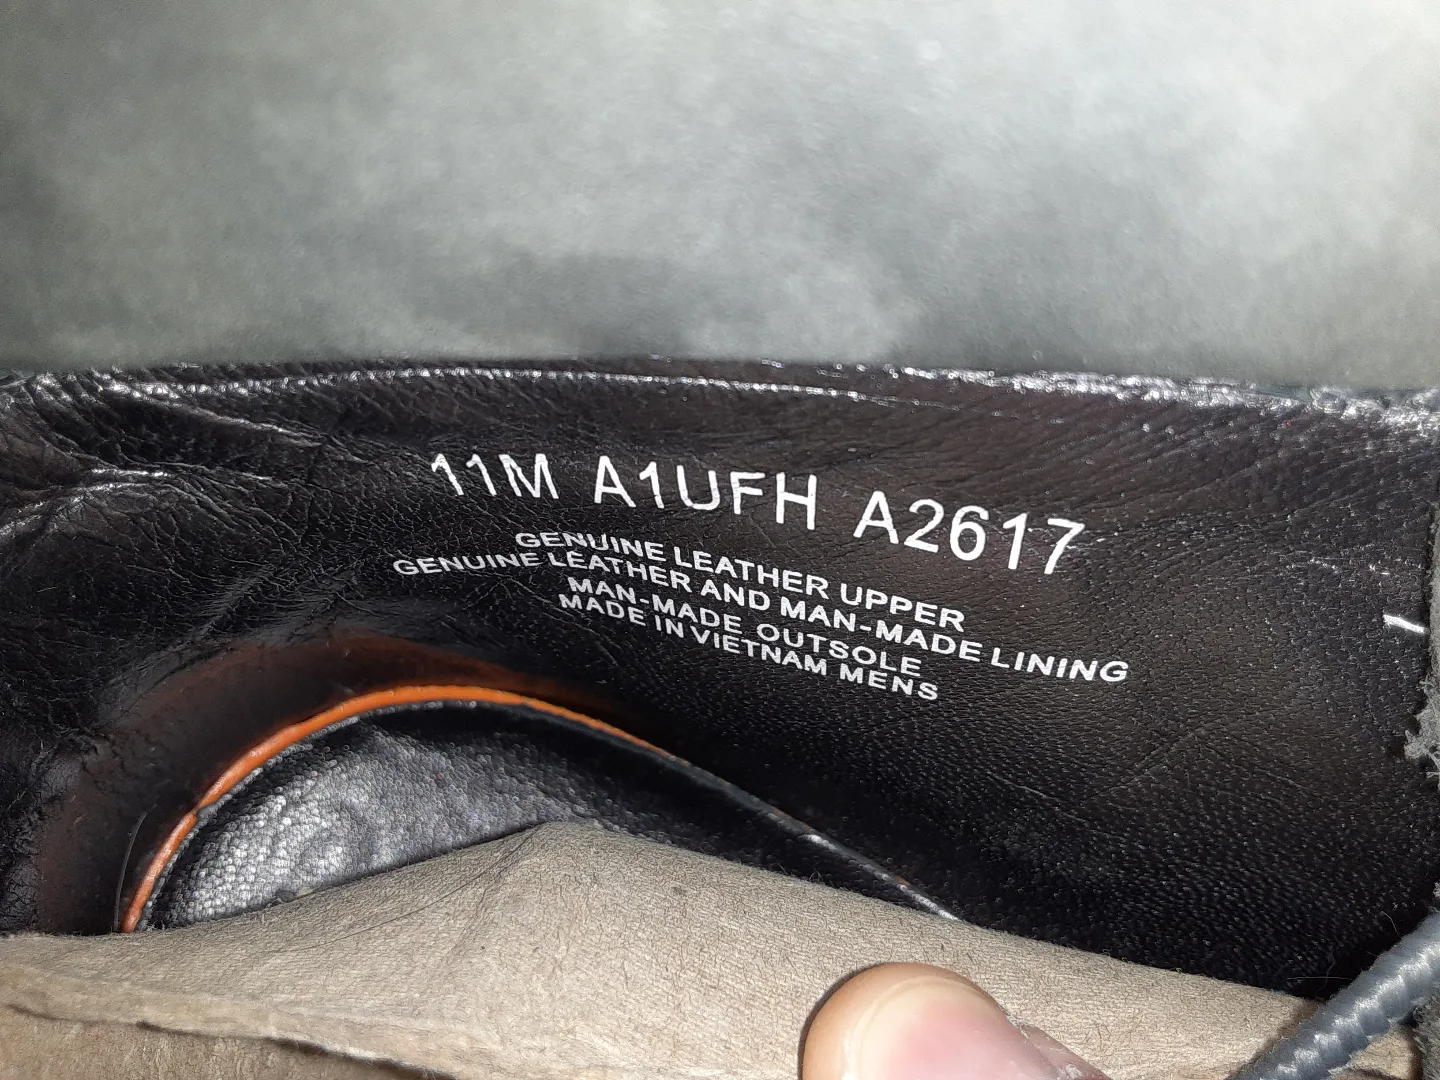 11M A1UFH A2617
GENUINE LEATHER UPPER
GENUINE LEATHER AND MAN-MADE LINING
MAN-MADE OUTSOLE
MADE IN VIETNAM MENS